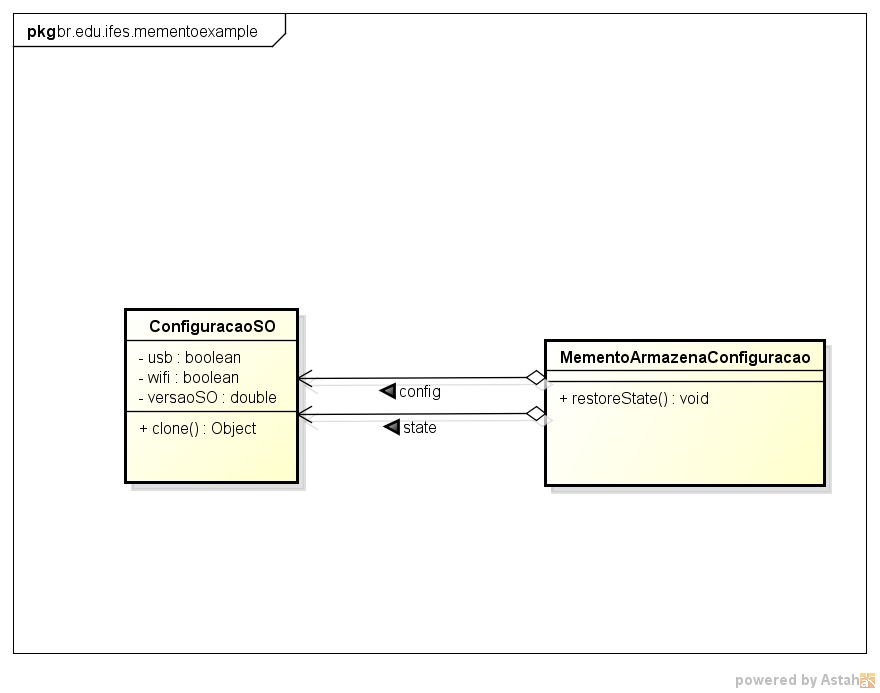 pkg br.edu.ifes.mementoexample
ConfiguracaoSO
- usb : boolean
- wifi : boolean
- versaoSO : double
+ clone() : Object
config
state
MementoArmazenaConfiguracao
+ restoreState() : void
powered by Astah